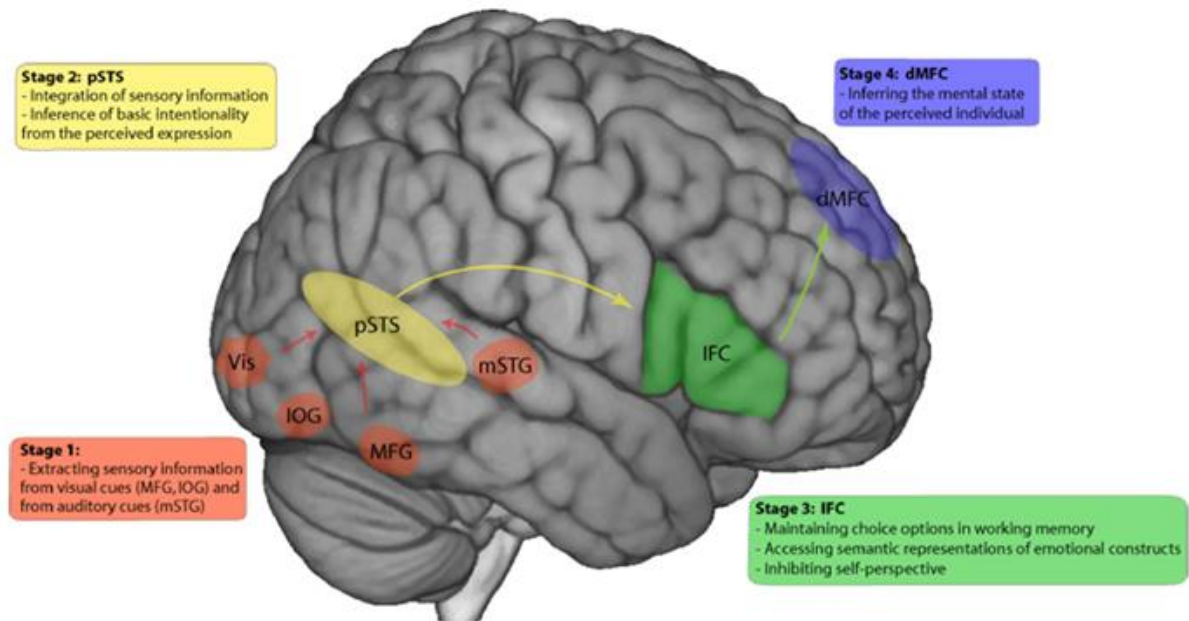 Stage 2: pSTS
- Integration of sensory information
- Inference of basic intentionality
from the perceived expression
Stage 4: dMFC
- Inferring the mental state
of the perceived individual
dMFC
pSTS
IFC
Vis
mSTG
IOG
MFG
Stage 1:
- Extracting sensory information
from visual cues (MFG, IOG) and
from auditory cues (mSTG)
Stage 3: IFC
- Maintaining choice options in working memory
- Accessing semantic representations of emotional constructs
- Inhibiting self-perspective